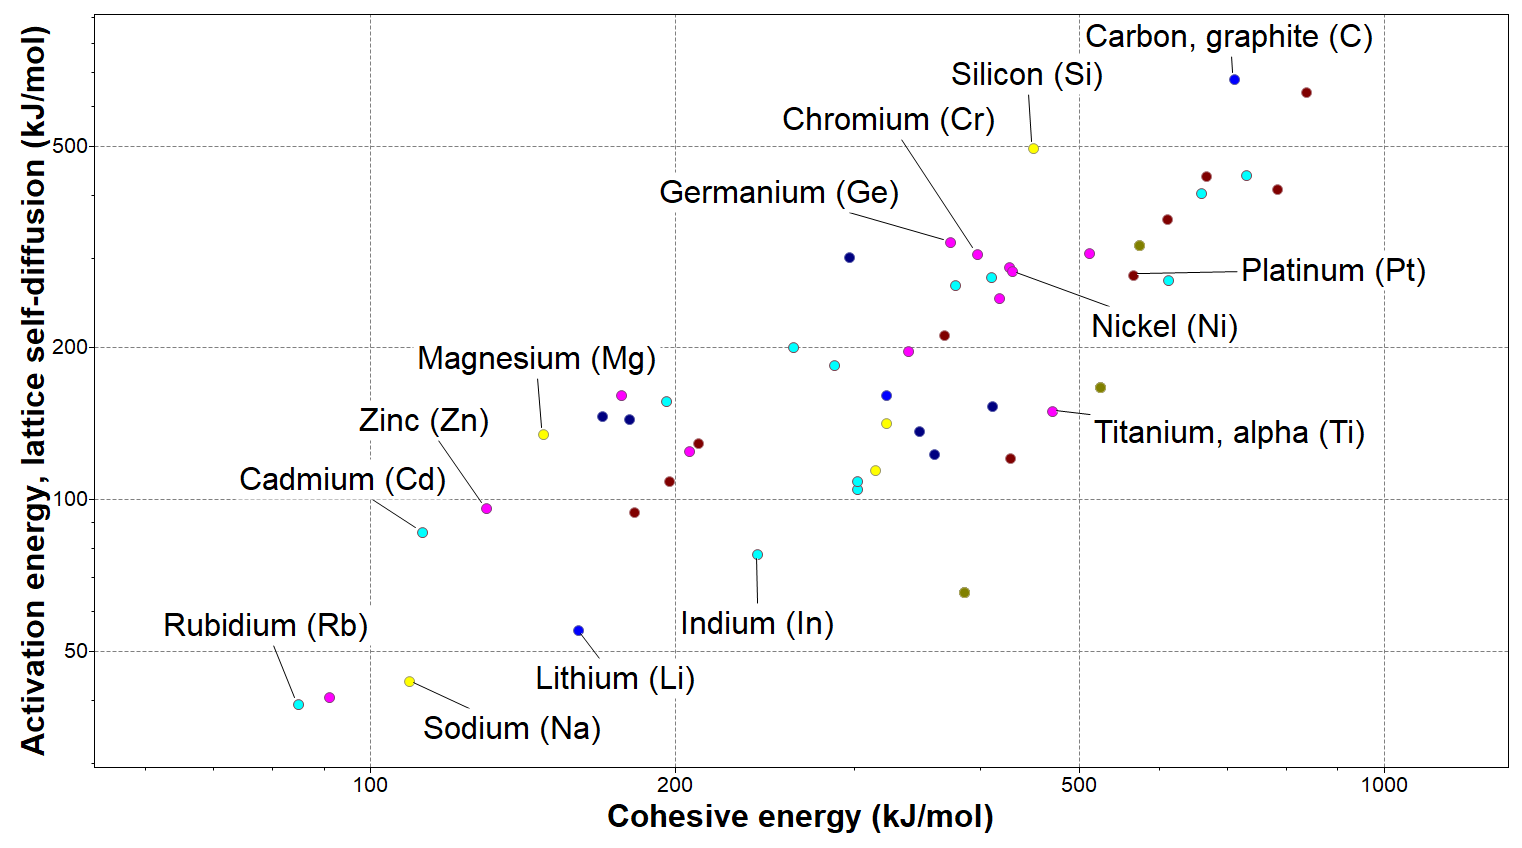 Activation energy, lattice self-diffusion (kJ/mol)
Carbon, graphite (C)
Silicon (Si)
Chromium (Cr)
500
Germanium (Ge)
Platinum (Pt)
Nickel (Ni)
200
Magnesium (Mg)
Zinc (Zn)
Titanium, alpha (Ti)
Cadmium (Cd)
100
Rubidium (Rb)
Indium (In)
50
Lithium (Li)
Sodium (Na)
100
200
500
1000
Cohesive energy (kJ/mol)